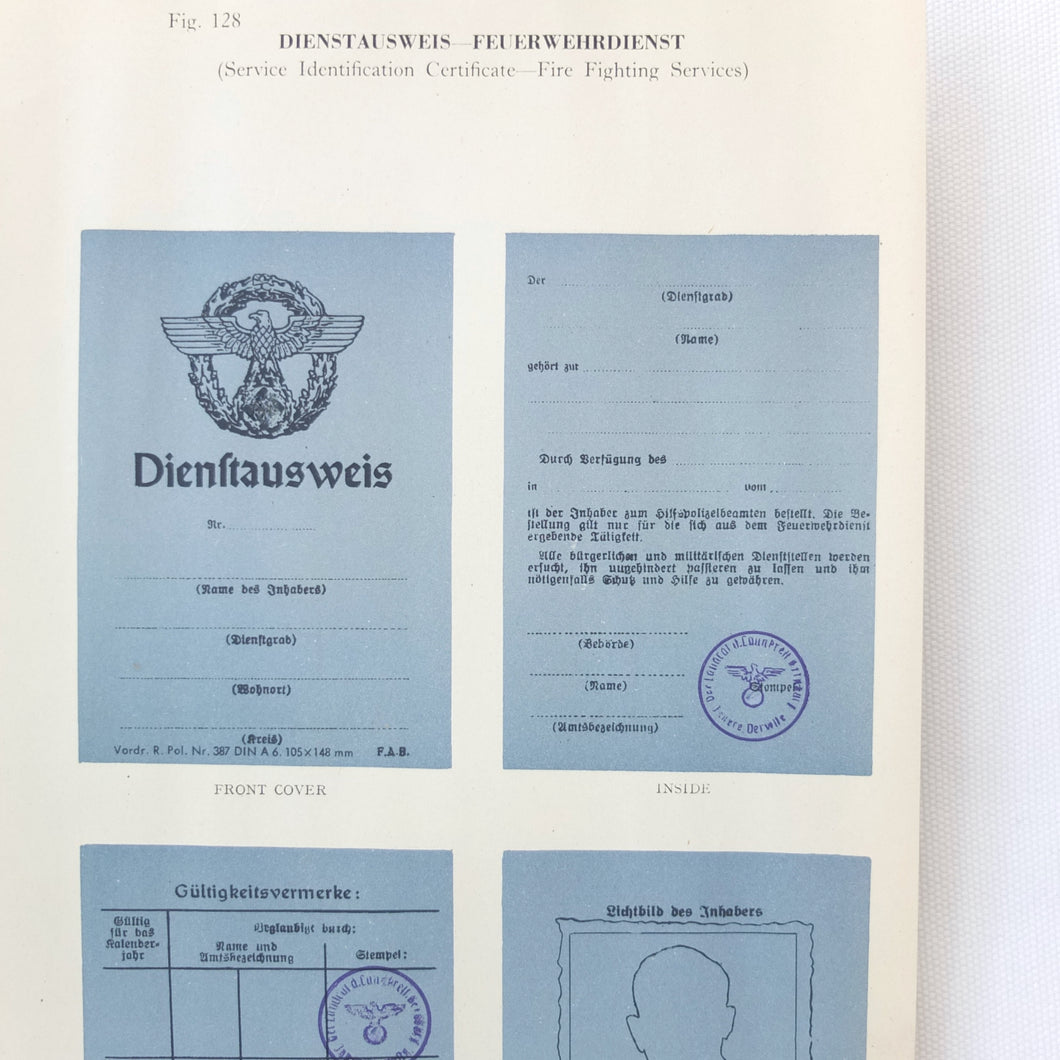 Fig. 128
DIENSTAUSWEIS—FEUERWEHRDIENST
(Service Identification Certificate—Fire Fighting Services)
Dienstausweis
Nr.
(Name des Inhabers)
(Dienstgrad)
(Wohnort)
(Kreis)
Vordr. R. Pol. Nr. 387 DIN A 6. 105×148 mm F.A.B.
FRONT COVER
Der
(Dienstgrad)
(Name)
gehört zur
Durch Verfügung des
in vom
ist der Inhaber zum Hilfspolizeibeamten bestellt. Die Be-
stellung gilt nur für die sich aus dem Feuerwehrdienst
ergebende Tätigkeit.
Alle bürgerlichen und militärischen Dienststellen werden
ersucht, ihn ungehindert passieren zu lassen und ihm
nötigenfalls Schutz und Hilfe zu gewähren.
(Behörde)
(Name)
(Amtsbezeichnung)
Stempel
Der Landrat d.
INSIDE
Gültigkeitsvermerke:
Gültig
für das
Kalender-
jahr
Beglaubigt durch:
Name und
Amtsbezeichnung
Stempel:
Lichtbild des Inhabers